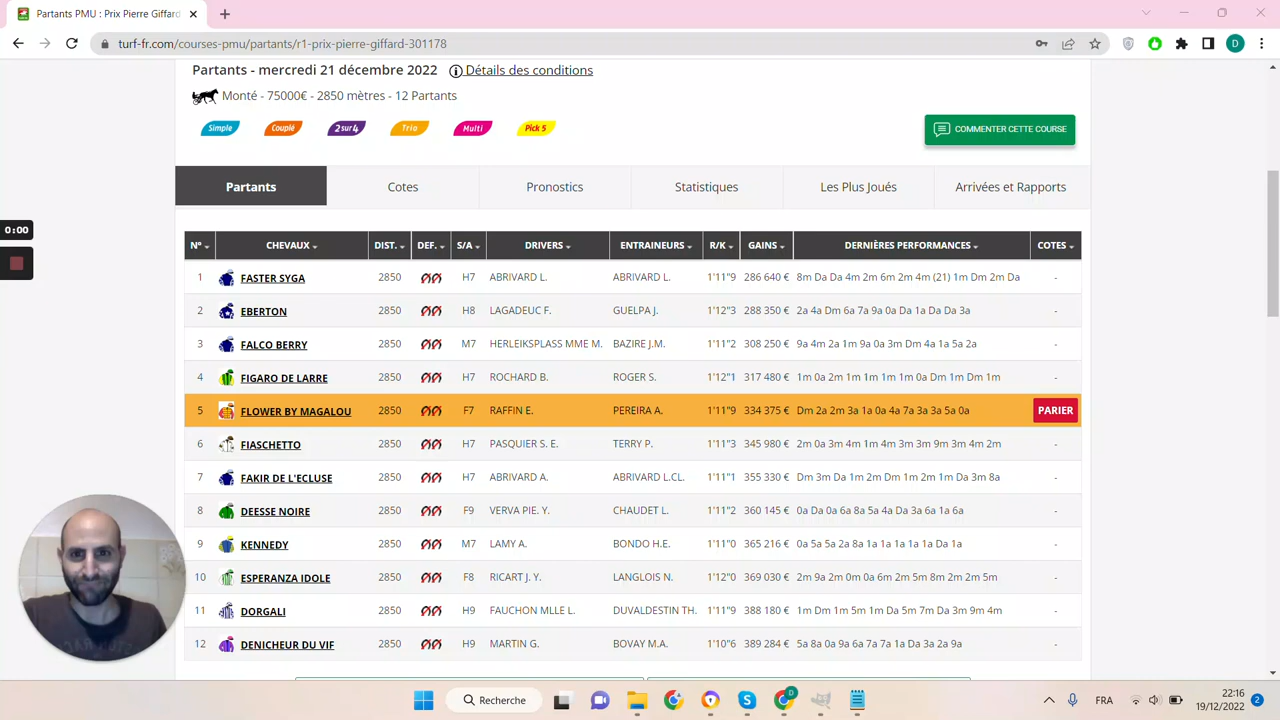 Partants PMU : Prix Pierre Giffard
turf-fr.com/courses-pmu/partants/r1-prix-pierre-giffard-301178
D
Partants - mercredi 21 décembre 2022 Détails des conditions
Monté - 75000€ - 2850 mètres - 12 Partants
Simple Couplé 2sur4 Trio Multi Pick 5
COMMENTER CETTE COURSE
Partants Cotes Pronostics Statistiques Les Plus Joués Arrivées et Rapports
0:00
N° CHEVAUX DIST. DEF. S/A DRIVERS ENTRAINEURS R/K GAINS DERNIÈRES PERFORMANCES COTES
1 FASTER SYGA 2850 H7 ABRIVARD L. ABRIVARD L. 1'11"9 286 640 € 8m Da Da 4m 2m 6m 2m 4m (21) 1m Dm 2m Da -
2 EBERTON 2850 H8 LAGADEUC F. GUELPA J. 1'12"3 288 350 € 2a 4a Dm 6a 7a 9a 0a Da 1a Da Da 3a -
3 FALCO BERRY 2850 M7 HERLEIKSPLASS MME M. BAZIRE J.M. 1'11"2 308 250 € 9a 4m 2a 1m 9a 0a 3m Dm 4a 1a 5a 2a -
4 FIGARO DE LARRE 2850 H7 ROCHARD B. ROGER S. 1'12"1 317 480 € 1m 0a 2m 1m 1m 1m 1m 0a Dm 1m Dm 1m -
5 FLOWER BY MAGALOU 2850 F7 RAFFIN E. PEREIRA A. 1'11"9 334 375 € Dm 2a 2m 3a 1a 0a 4a 7a 3a 3a 5a 0a PARIER
6 FIASCHETTO 2850 H7 PASQUIER S. E. TERRY P. 1'11"3 345 980 € 2m 0a 3m 4m 1m 4m 3m 3m 9m 3m 4m 2m -
7 FAKIR DE L'ECLUSE 2850 H7 ABRIVARD A. ABRIVARD L.CL. 1'11"1 355 330 € Dm 3m Da 1m 2m Dm 1m 2m 1m Da 3m 8a -
8 DEESSE NOIRE 2850 F9 VERVA PIE. Y. CHAUDET L. 1'11"2 360 145 € 0a Da 0a 6a 8a 5a 4a Da 3a 6a 1a 6a -
9 KENNEDY 2850 M7 LAMY A. BONDO H.E. 1'11"0 365 216 € 0a 5a 5a 2a 8a 1a 1a 1a 1a 1a Da 1a -
10 ESPERANZA IDOLE 2850 F8 RICART J. Y. LANGLOIS N. 1'12"0 369 030 € 2m 9a 2m 0m 0a 6m 2m 5m 8m 2m 2m 5m -
11 DORGALI 2850 H9 FAUCHON MLLE L. DUVALDESTIN TH. 1'11"9 388 180 € 1m Dm 1m 5m 1m Da 5m 7m Da 3m 9m 4m -
12 DENICHEUR DU VIF 2850 H9 MARTIN G. BOVAY M.A. 1'10"6 389 284 € 5a 8a 0a 9a 6a 7a 7a 1a Da 3a 2a 9a -
Recherche
D
FRA
22:16
19/12/2022
2